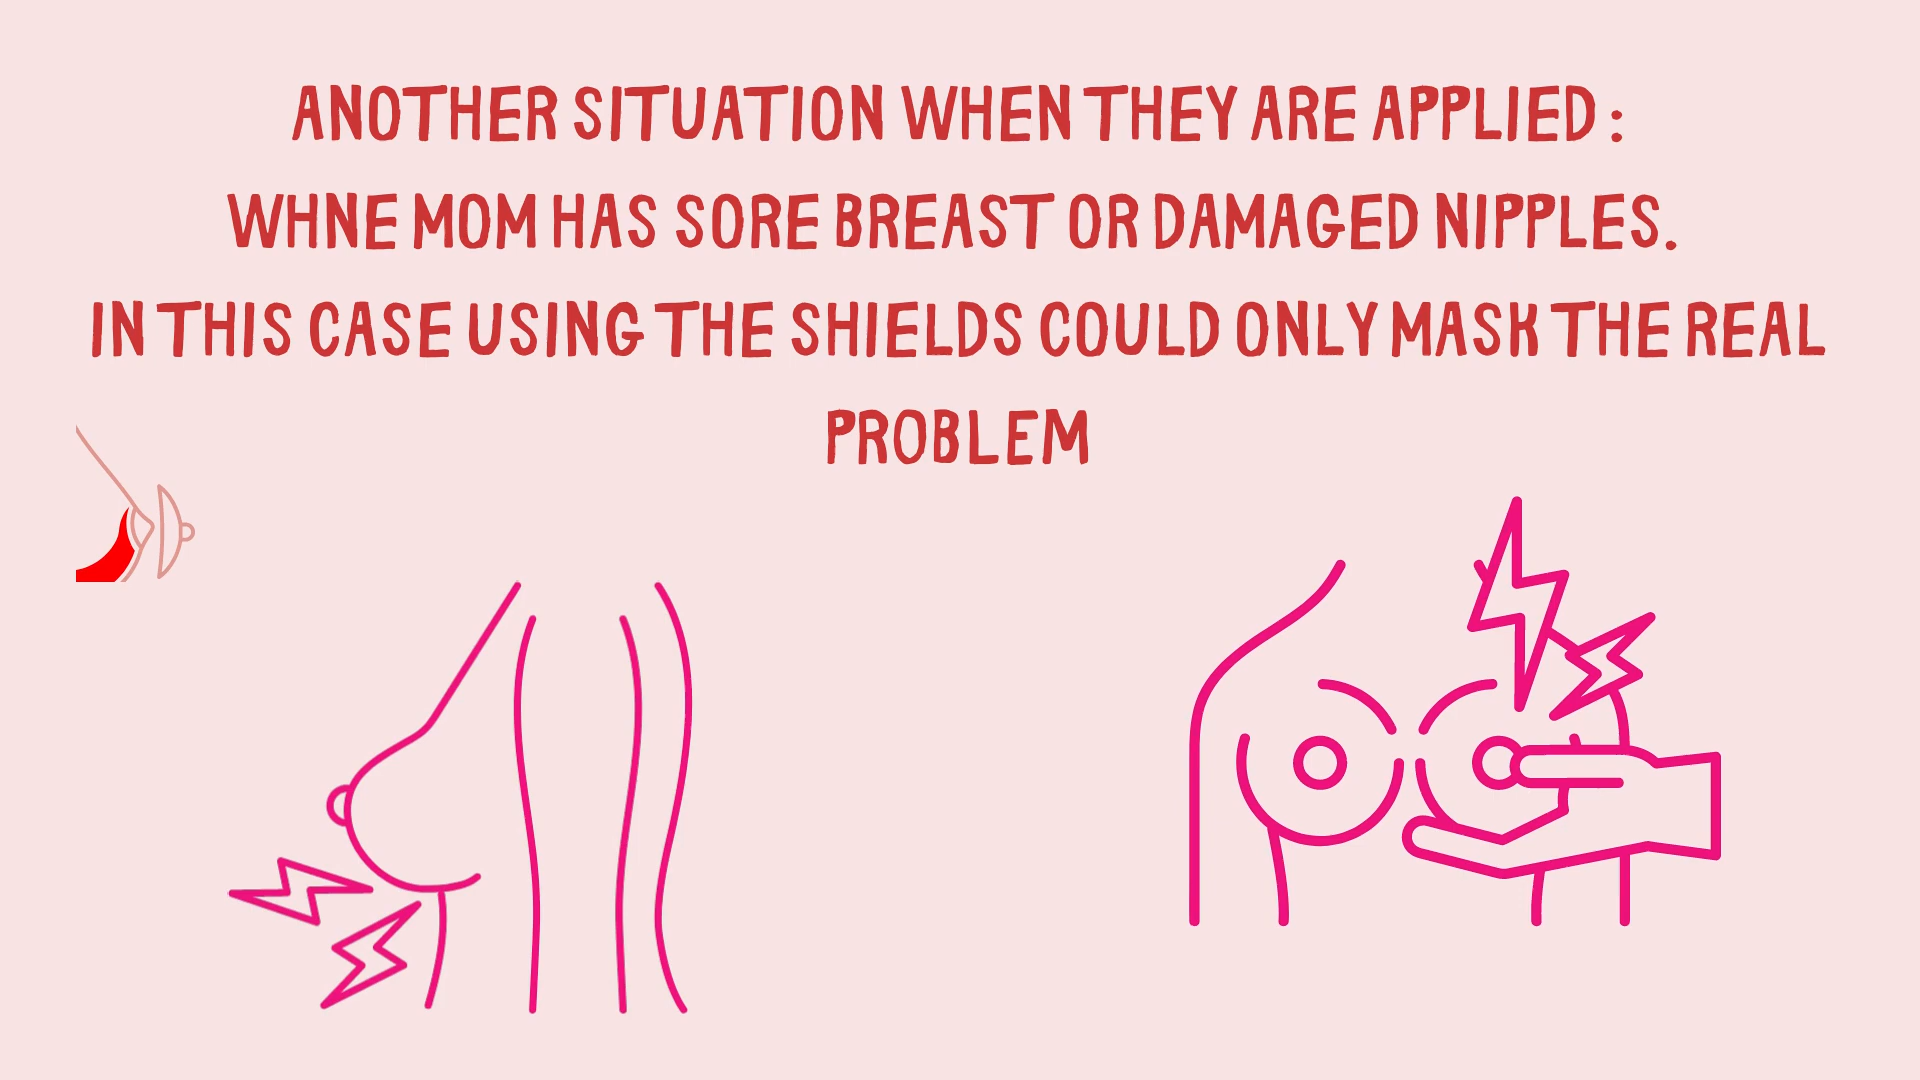 ANOTHER SITUATION WHEN THEY ARE APPLIED :
WHNE MOM HAS SORE BREAST OR DAMAGED NIPPLES.
IN THIS CASE USING THE SHIELDS COULD ONLY MASK THE REAL
PROBLEM